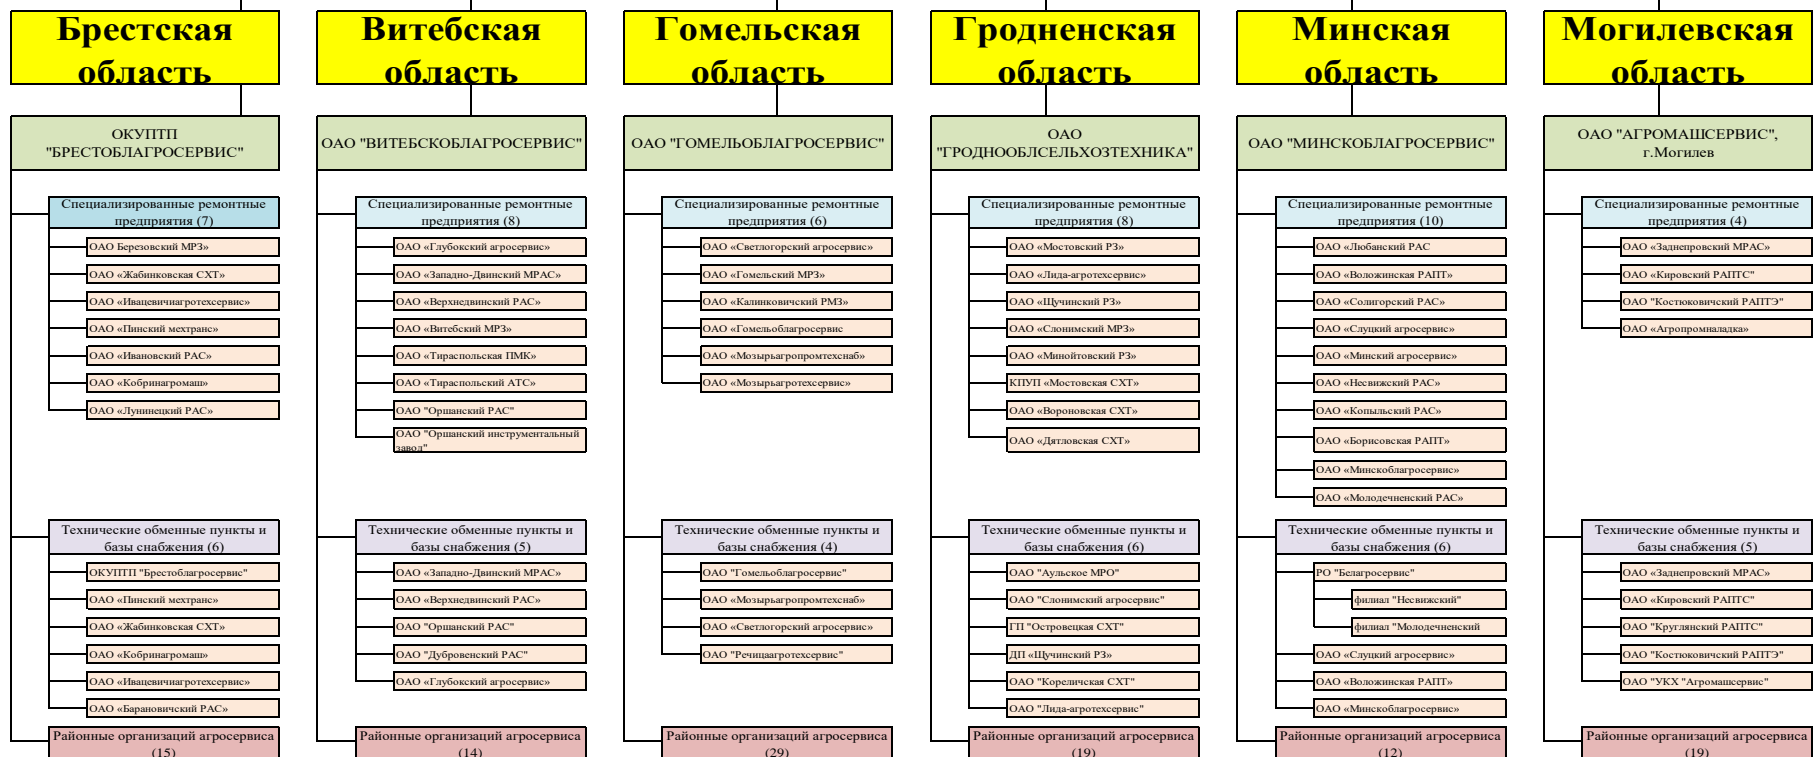 Брестская
область
ОКУПТП
"БРЕСТОБЛАГРОСЕРВИС"
Специализированные ремонтные
предприятия (7)
ОАО Березовский МРЗ»
ОАО «Жабинковская СХТ»
ОАО «Ивацевичиагротехсервис»
ОАО «Пинский мехтранс»
ОАО «Ивановский РАС»
ОАО «Кобринагромаш»
ОАО «Лунинецкий РАС»
Технические обменные пункты и
базы снабжения (6)
ОКУПТП "Брестоблагросервис"
ОАО «Пинский мехтранс»
ОАО «Жабинковская СХТ»
ОАО «Кобринагромаш»
ОАО «Ивацевичиагротехсервис»
ОАО «Барановичский РАС»
Районные организаций агросервиса
(15)
Витебская
область
ОАО "ВИТЕБСКОБЛАГРОСЕРВИС"
Специализированные ремонтные
предприятия (8)
ОАО «Глубокский агросервис»
ОАО «Западно-Двинский МРАС»
ОАО «Верхнедвинский РАС»
ОАО «Витебский МРЗ»
ОАО «Тираспольская ПМК»
ОАО «Тираспольский АТС»
ОАО "Оршанский РАС"
ОАО "Оршанский инструментальный
завод"
Технические обменные пункты и
базы снабжения (5)
ОАО «Западно-Двинский МРАС»
ОАО «Верхнедвинский РАС»
ОАО "Оршанский РАС"
ОАО "Дубровенский РАС"
ОАО «Глубокский агросервис»
Районные организаций агросервиса
(14)
Гомельская
область
ОАО "ГОМЕЛЬОБЛАГРОСЕРВИС"
Специализированные ремонтные
предприятия (6)
ОАО «Светлогорский агросервис»
ОАО «Гомельский МРЗ»
ОАО «Калинковичский РМЗ»
ОАО «Гомельоблагросервис
ОАО «Мозырьагропромтехснаб»
ОАО «Мозырьагротехсервис»
Технические обменные пункты и
базы снабжения (4)
ОАО "Гомельоблагросервис"
ОАО «Мозырьагропромтехснаб»
ОАО «Светлогорский агросервис»
ОАО "Речицаагротехсервис"
Районные организаций агросервиса
(29)
Гродненская
область
ОАО
"ГРОДНООБЛСЕЛЬХОЗТЕХНИКА"
Специализированные ремонтные
предприятия (8)
ОАО «Мостовский РЗ»
ОАО «Лида-агротехсервис»
ОАО «Щучинский РЗ»
ОАО «Слонимский МРЗ»
ОАО «Минойтовский РЗ»
КПУП «Мостовская СХТ»
ОАО «Вороновская СХТ»
ОАО «Дятловская СХТ»
Технические обменные пункты и
базы снабжения (6)
ОАО "Аульское МРО"
ОАО "Слонимский агросервис"
ГП "Островецкая СХТ"
ДП «Щучинский РЗ»
ОАО "Кореличская СХТ"
ОАО "Лида-агротехсервис"
Районные организаций агросервиса
(19)
Минская
область
ОАО "МИНСКОБЛАГРОСЕРВИС"
Специализированные ремонтные
предприятия (10)
ОАО «Любанский РАС
ОАО «Воложинская РАПТ»
ОАО «Солигорский РАС»
ОАО «Слуцкий агросервис»
ОАО «Минский агросервис»
ОАО «Несвижский РАС»
ОАО «Копыльский РАС»
ОАО «Борисовская РАПТ»
ОАО «Минскоблагросервис»
ОАО «Молодечненский РАС»
Технические обменные пункты и
базы снабжения (6)
РО "Белагросервис"
филиал "Несвижский"
филиал "Молодечненский
ОАО «Слуцкий агросервис»
ОАО «Воложинская РАПТ»
ОАО «Минскоблагросервис»
Районные организаций агросервиса
(12)
Могилевская
область
ОАО "АГРОМАШСЕРВИС",
г.Могилев
Специализированные ремонтные
предприятия (4)
ОАО «Заднепровский МРАС»
ОАО «Кировский РАПТС"
ОАО "Костюковичский РАПТЭ"
ОАО «Агропромналадка»
Технические обменные пункты и
базы снабжения (5)
ОАО «Заднепровский МРАС»
ОАО «Кировский РАПТС"
ОАО "Круглянский РАПТС"
ОАО "Костюковичский РАПТЭ"
ОАО "УКХ "Агромашсервис"
Районные организаций агросервиса
(19)